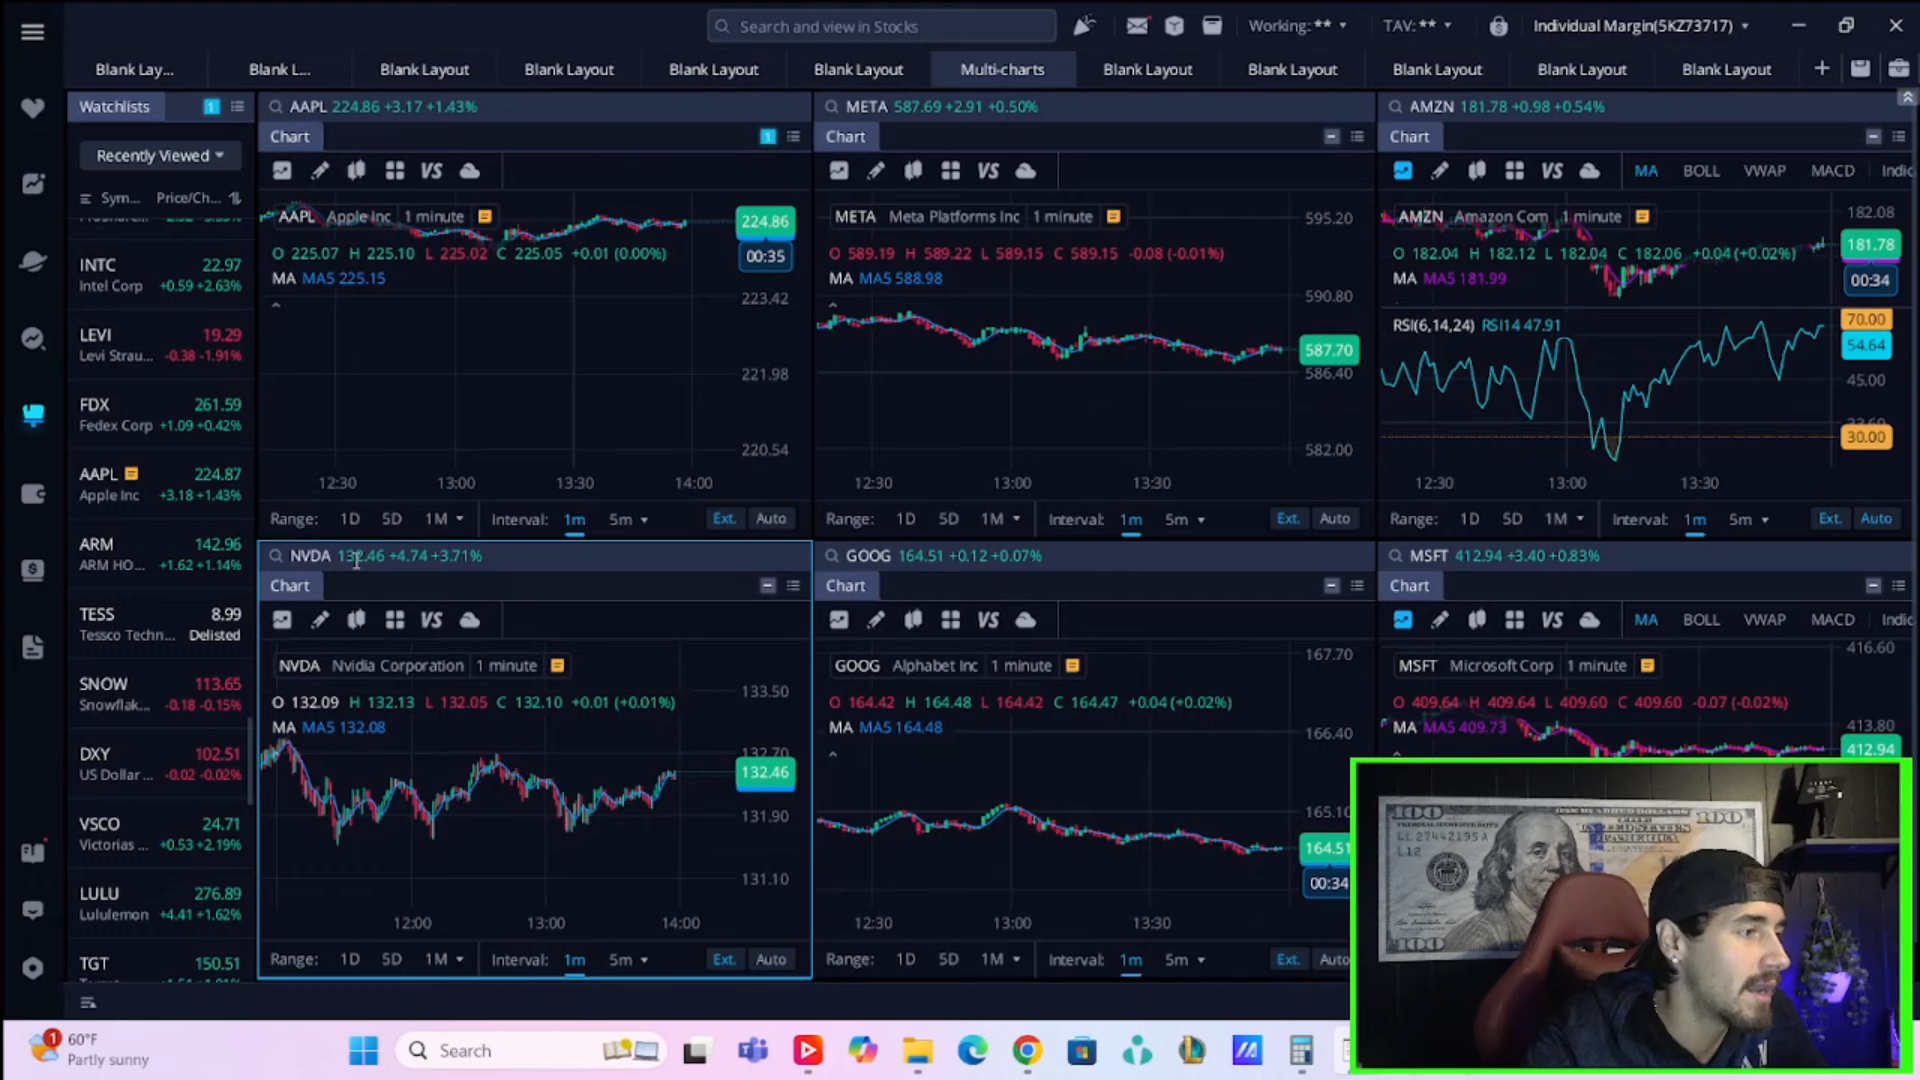 Search and view in Stocks
Working: **
TAV: **
Individual Margin(5KZ73717)
Blank Lay...
Blank L...
Blank Layout
Blank Layout
Blank Layout
Blank Layout
Multi-charts
Blank Layout
Blank Layout
Blank Layout
Blank Layout
Blank Layout
Watchlists
1
Recently Viewed
Sym... Price/Ch...
INTC 22.97
Intel Corp +0.59 +2.63%
LEVI 19.29
Levi Strau... -0.38 -1.91%
FDX 261.59
Fedex Corp +1.09 +0.42%
AAPL 224.87
Apple Inc +3.18 +1.43%
ARM 142.96
ARM HO... +1.62 +1.14%
TESS 8.99
Tessco Techn... Delisted
SNOW 113.65
Snowflak... -0.18 -0.15%
DXY 102.51
US Dollar ... -0.02 -0.02%
VSCO 24.71
Victorias ... +0.53 +2.19%
LULU 276.89
Lululemon +4.41 +1.62%
TGT 150.51
AAPL 224.86 +3.17 +1.43%
Chart
1
VS
AAPL Apple Inc 1 minute
O 225.07 H 225.10 L 225.02 C 225.05 +0.01 (0.00%)
MA MA5 225.15
224.86
00:35
223.42
221.98
220.54
12:30 13:00 13:30 14:00
Range: 1D 5D 1M Interval: 1m 5m Ext. Auto
META 587.69 +2.91 +0.50%
Chart
VS
META Meta Platforms Inc 1 minute
O 589.19 H 589.22 L 589.15 C 589.15 -0.08 (-0.01%)
MA MA5 588.98
595.20
590.80
587.70
586.40
582.00
12:30 13:00 13:30
Range: 1D 5D 1M Interval: 1m 5m Ext. Auto
AMZN 181.78 +0.98 +0.54%
Chart
VS MA BOLL VWAP MACD Indic
AMZN Amazon Com 1 minute
O 182.04 H 182.12 L 182.04 C 182.06 +0.04 (+0.02%)
MA MA5 181.99
182.08
181.78
00:34
RSI(6,14,24) RSI14 47.91
70.00
54.64
45.00
30.00
12:30 13:00 13:30
Range: 1D 5D 1M Interval: 1m 5m Ext. Auto
NVDA 132.46 +4.74 +3.71%
Chart
VS
NVDA Nvidia Corporation 1 minute
O 132.09 H 132.13 L 132.05 C 132.10 +0.01 (+0.01%)
MA MA5 132.08
133.50
132.70
132.46
131.90
131.10
12:00 13:00 14:00
Range: 1D 5D 1M Interval: 1m 5m Ext. Auto
GOOG 164.51 +0.12 +0.07%
Chart
VS
GOOG Alphabet Inc 1 minute
O 164.42 H 164.48 L 164.42 C 164.47 +0.04 (+0.02%)
MA MA5 164.48
167.70
166.40
165.10
164.51
00:34
12:30 13:00 13:30
Range: 1D 5D 1M Interval: 1m 5m Ext. Auto
MSFT 412.94 +3.40 +0.83%
Chart
VS MA BOLL VWAP MACD Indic
MSFT Microsoft Corp 1 minute
O 409.64 H 409.64 L 409.60 C 409.60 -0.07 (-0.02%)
MA MA5 409.73
416.60
413.80
412.94
100
100
LL 27442195 A
L12
100
100
1
60°F
Partly sunny
Search